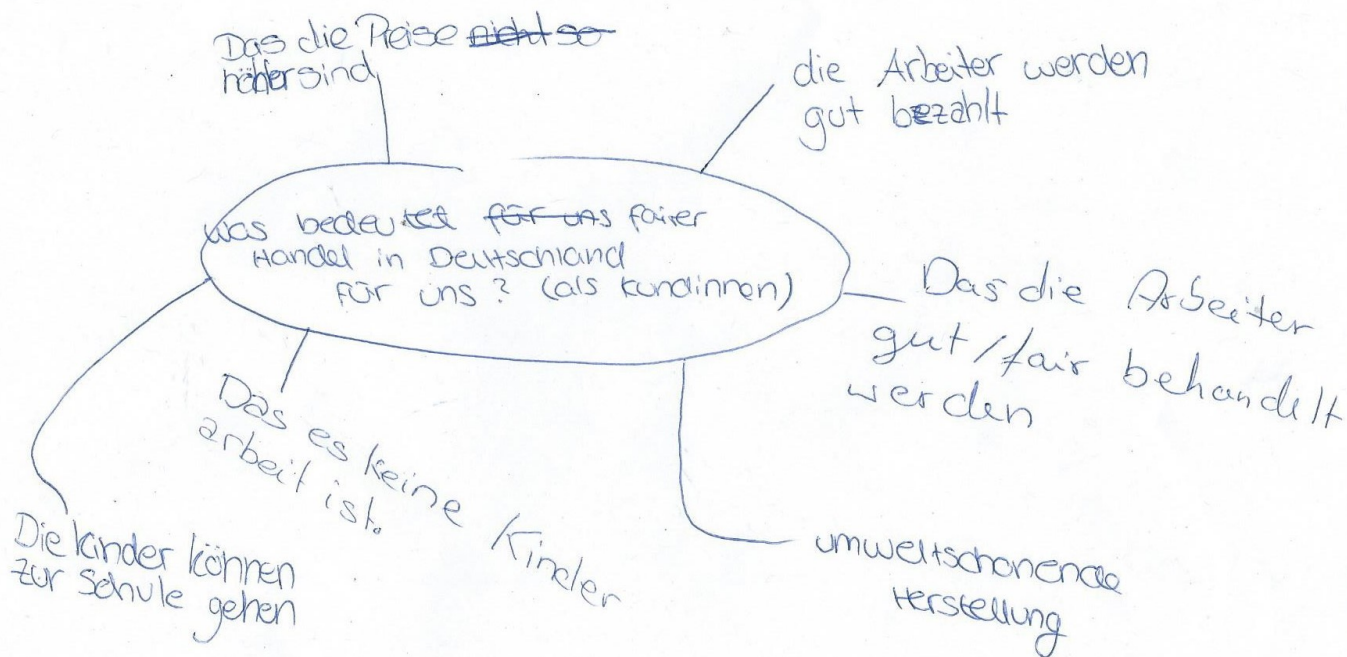 Das die Preise nicht so
höher sind
die Arbeiter werden
gut bezahlt
was bedeutet für uns fairer
Handel in Deutschland
für uns? (als kundinnen)
Das die Arbeiter
gut/fair behandelt
werden
Das es keine Kinder
arbeit ist.
Die kinder können
zur Schule gehen
umweltschonende
Herstellung